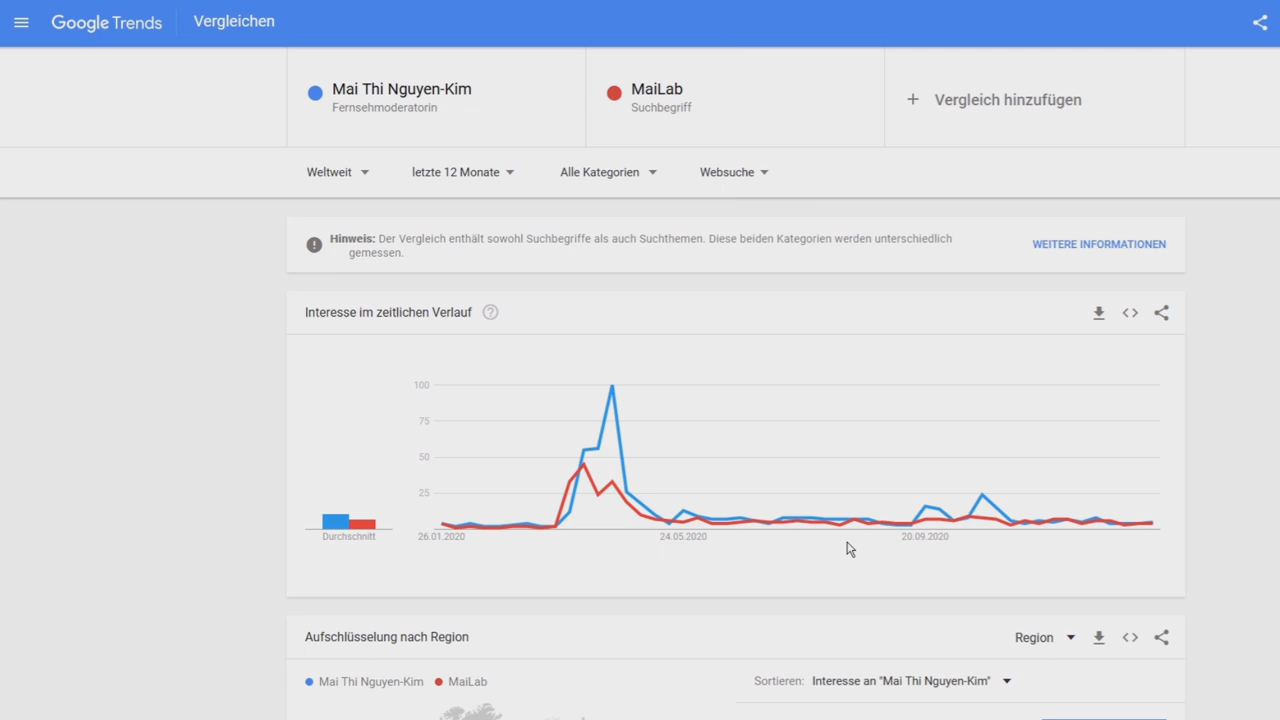 Google Trends
Vergleichen
Mai Thi Nguyen-Kim
Fernsehmoderatorin
MaiLab
Suchbegriff
+ Vergleich hinzufügen
Weltweit
letzte 12 Monate
Alle Kategorien
Websuche
Hinweis: Der Vergleich enthält sowohl Suchbegriffe als auch Suchthemen. Diese beiden Kategorien werden unterschiedlich
gemessen.
WEITERE INFORMATIONEN
Interesse im zeitlichen Verlauf
100
75
50
25
Durchschnitt
26.01.2020
24.05.2020
20.09.2020
Aufschlüsselung nach Region
Region
Mai Thi Nguyen-Kim
MaiLab
Sortieren: Interesse an "Mai Thi Nguyen-Kim"